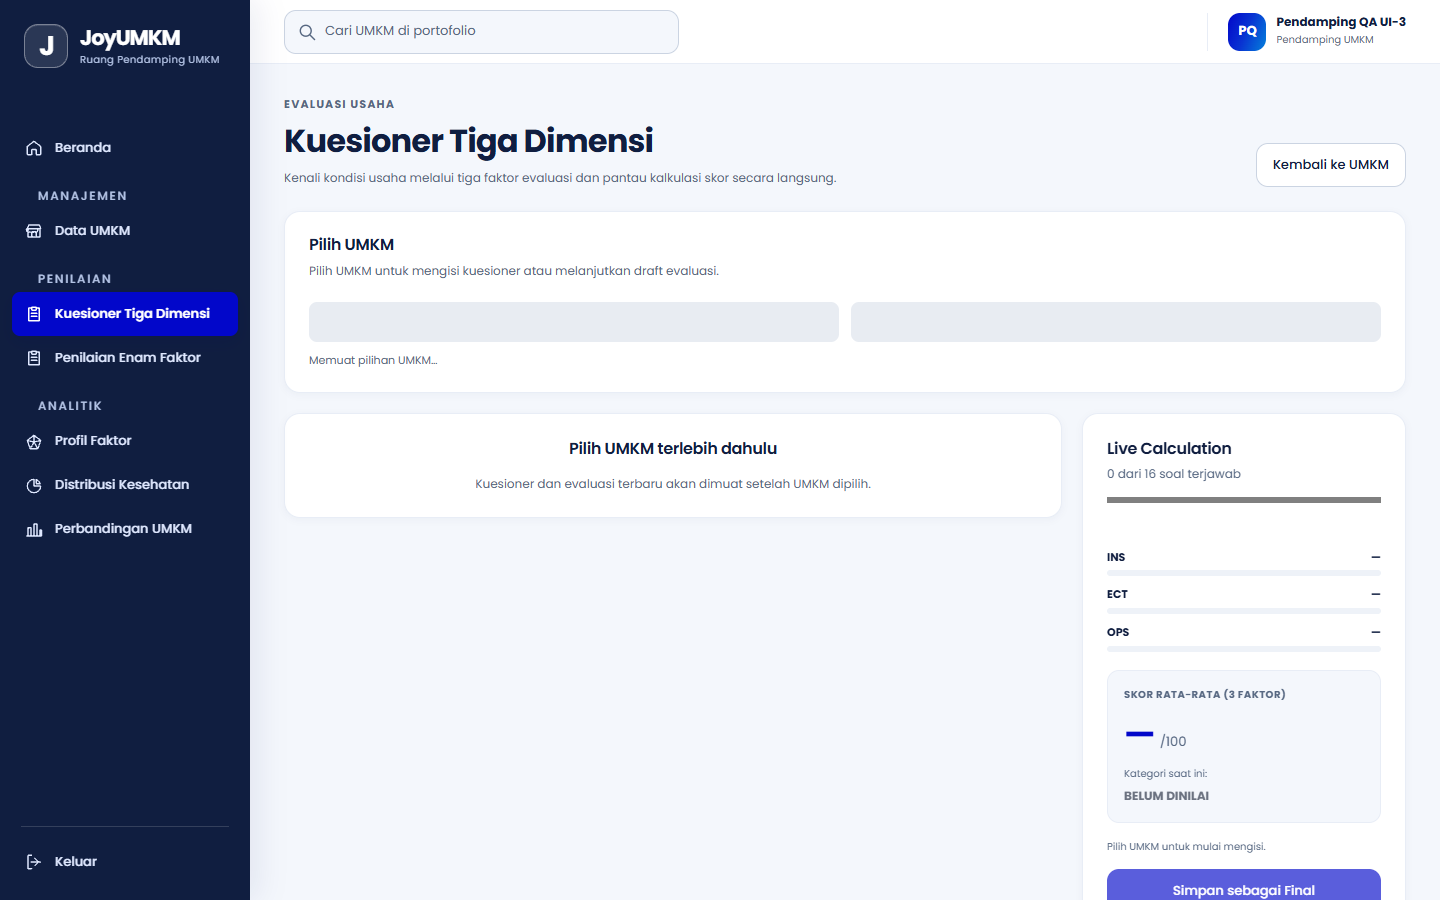 J
JoyUMKM
Ruang Pendamping UMKM
Beranda
MANAJEMEN
Data UMKM
PENILAIAN
Kuesioner Tiga Dimensi
Penilaian Enam Faktor
ANALITIK
Profil Faktor
Distribusi Kesehatan
Perbandingan UMKM
Keluar
Cari UMKM di portofolio
PQ
Pendamping QA UI-3
Pendamping UMKM
EVALUASI USAHA
Kuesioner Tiga Dimensi
Kenali kondisi usaha melalui tiga faktor evaluasi dan pantau kalkulasi skor secara langsung.
Kembali ke UMKM
Pilih UMKM
Pilih UMKM untuk mengisi kuesioner atau melanjutkan draft evaluasi.
Memuat pilihan UMKM...
Pilih UMKM terlebih dahulu
Kuesioner dan evaluasi terbaru akan dimuat setelah UMKM dipilih.
Live Calculation
0 dari 16 soal terjawab
INS —
ECT —
OPS —
SKOR RATA-RATA (3 FAKTOR)
— /100
Kategori saat ini:
BELUM DINILAI
Pilih UMKM untuk mulai mengisi.
Simpan sebagai Final